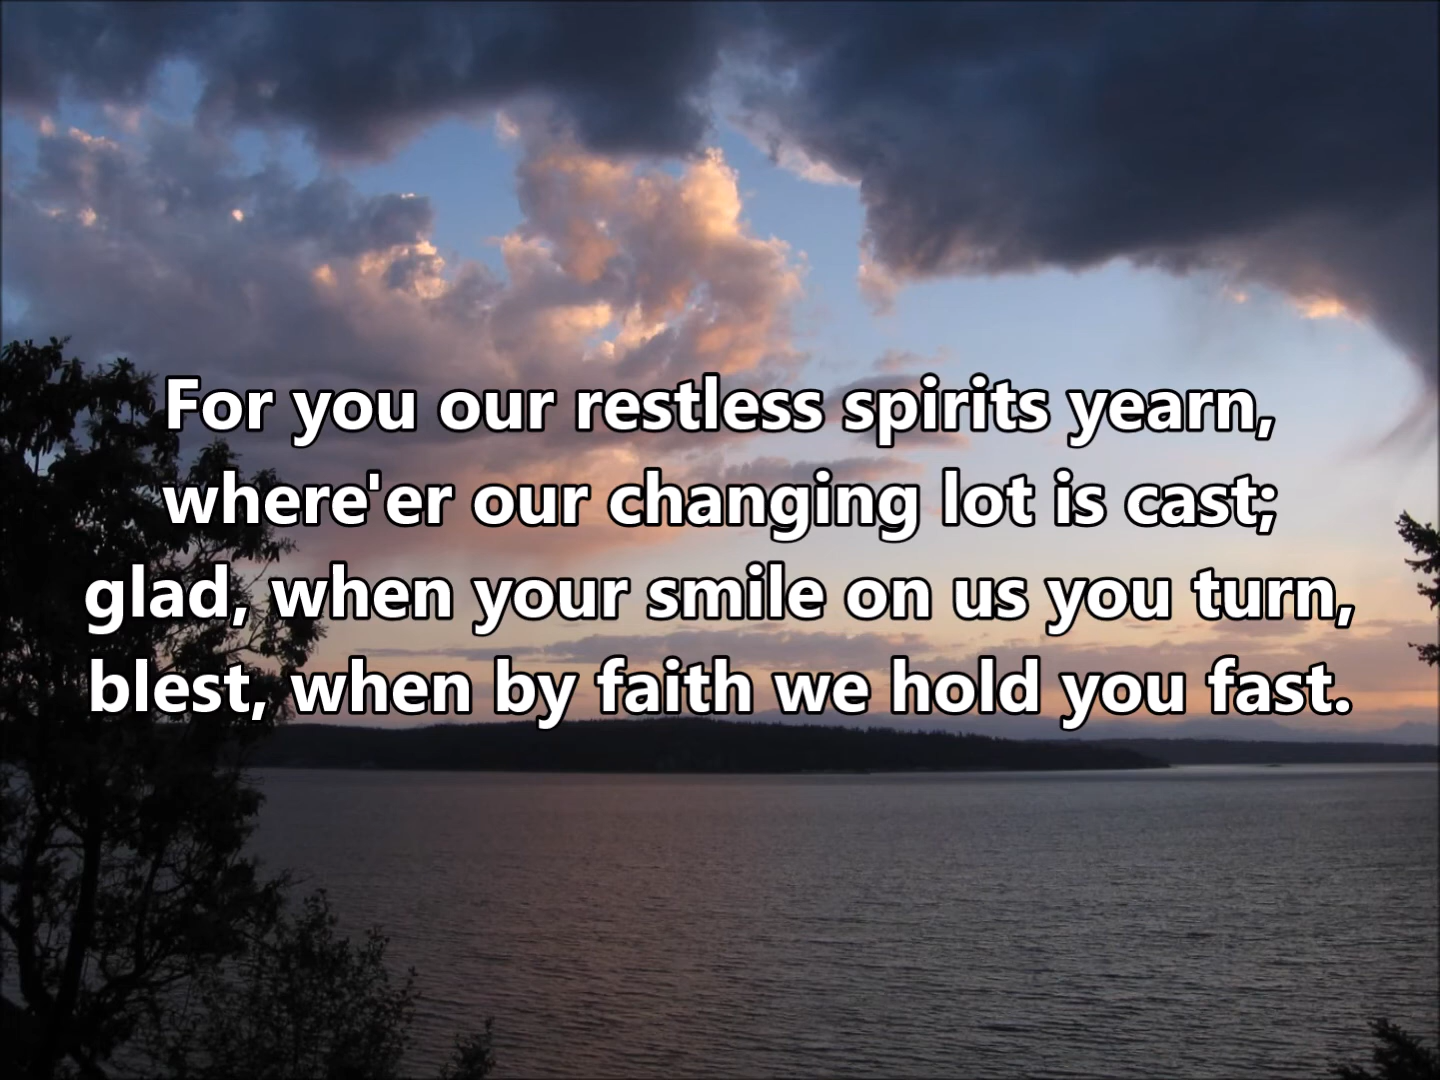 For you our restless spirits yearn,
where'er our changing lot is cast;
glad, when your smile on us you turn,
blest, when by faith we hold you fast.